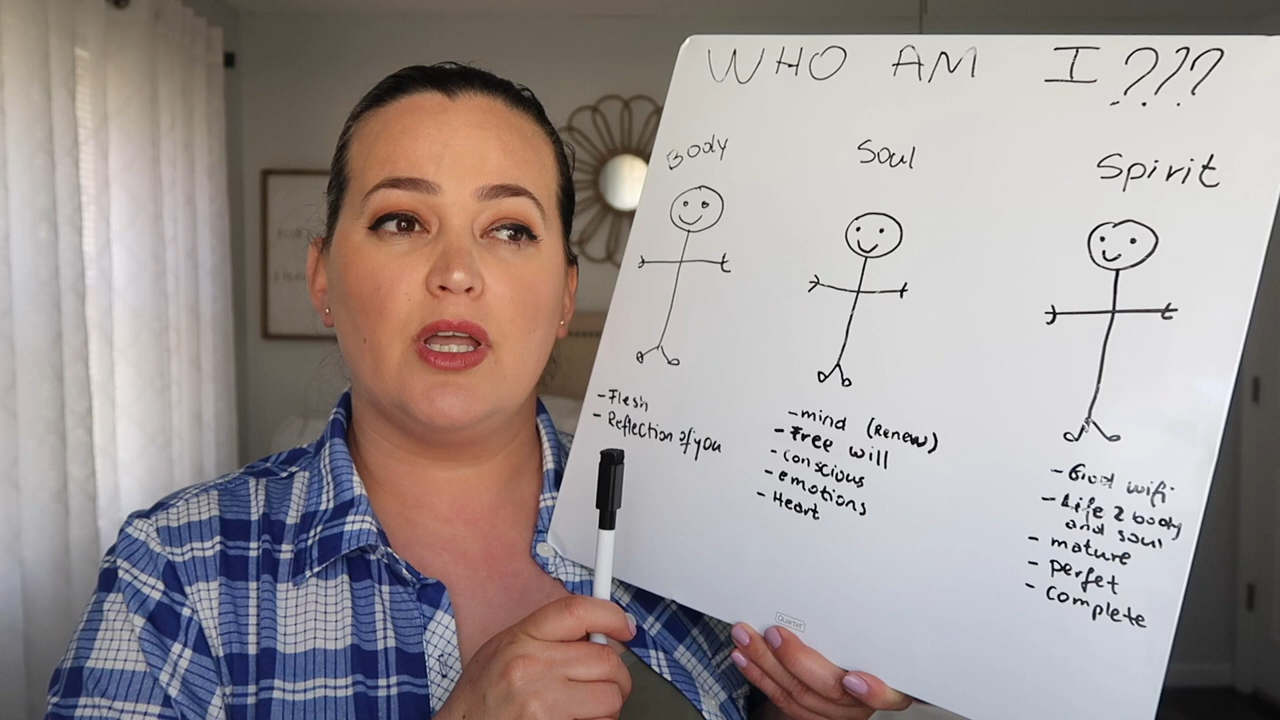 WHO AM I???
Body
- Flesh
- Reflection of you
Soul
- mind (Renew)
- Free will
- conscious
- emotions
- Heart
Spirit
- God wifi
- Life 2 body
and soul
- mature
- perfet
- complete
Quartet